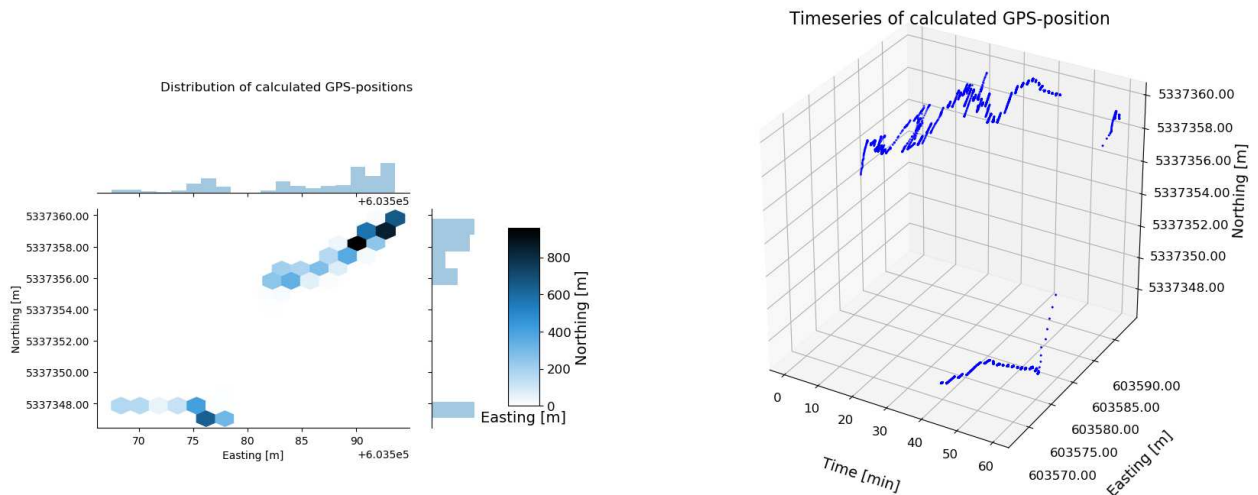 Distribution of calculated GPS-positions
+6.035e5
5337360.00
5337358.00
5337356.00
5337354.00
5337352.00
5337350.00
5337348.00
Northing [m]
70 75 80 85 90
+6.035e5
Easting [m]
800
600
400
200
0
Northing [m]
Easting [m]
Timeseries of calculated GPS-position
5337360.00
5337358.00
5337356.00
5337354.00
5337352.00
5337350.00
5337348.00
Northing [m]
0 10 20 30 40 50 60
Time [min]
603590.00
603585.00
603580.00
603575.00
603570.00
Easting [m]